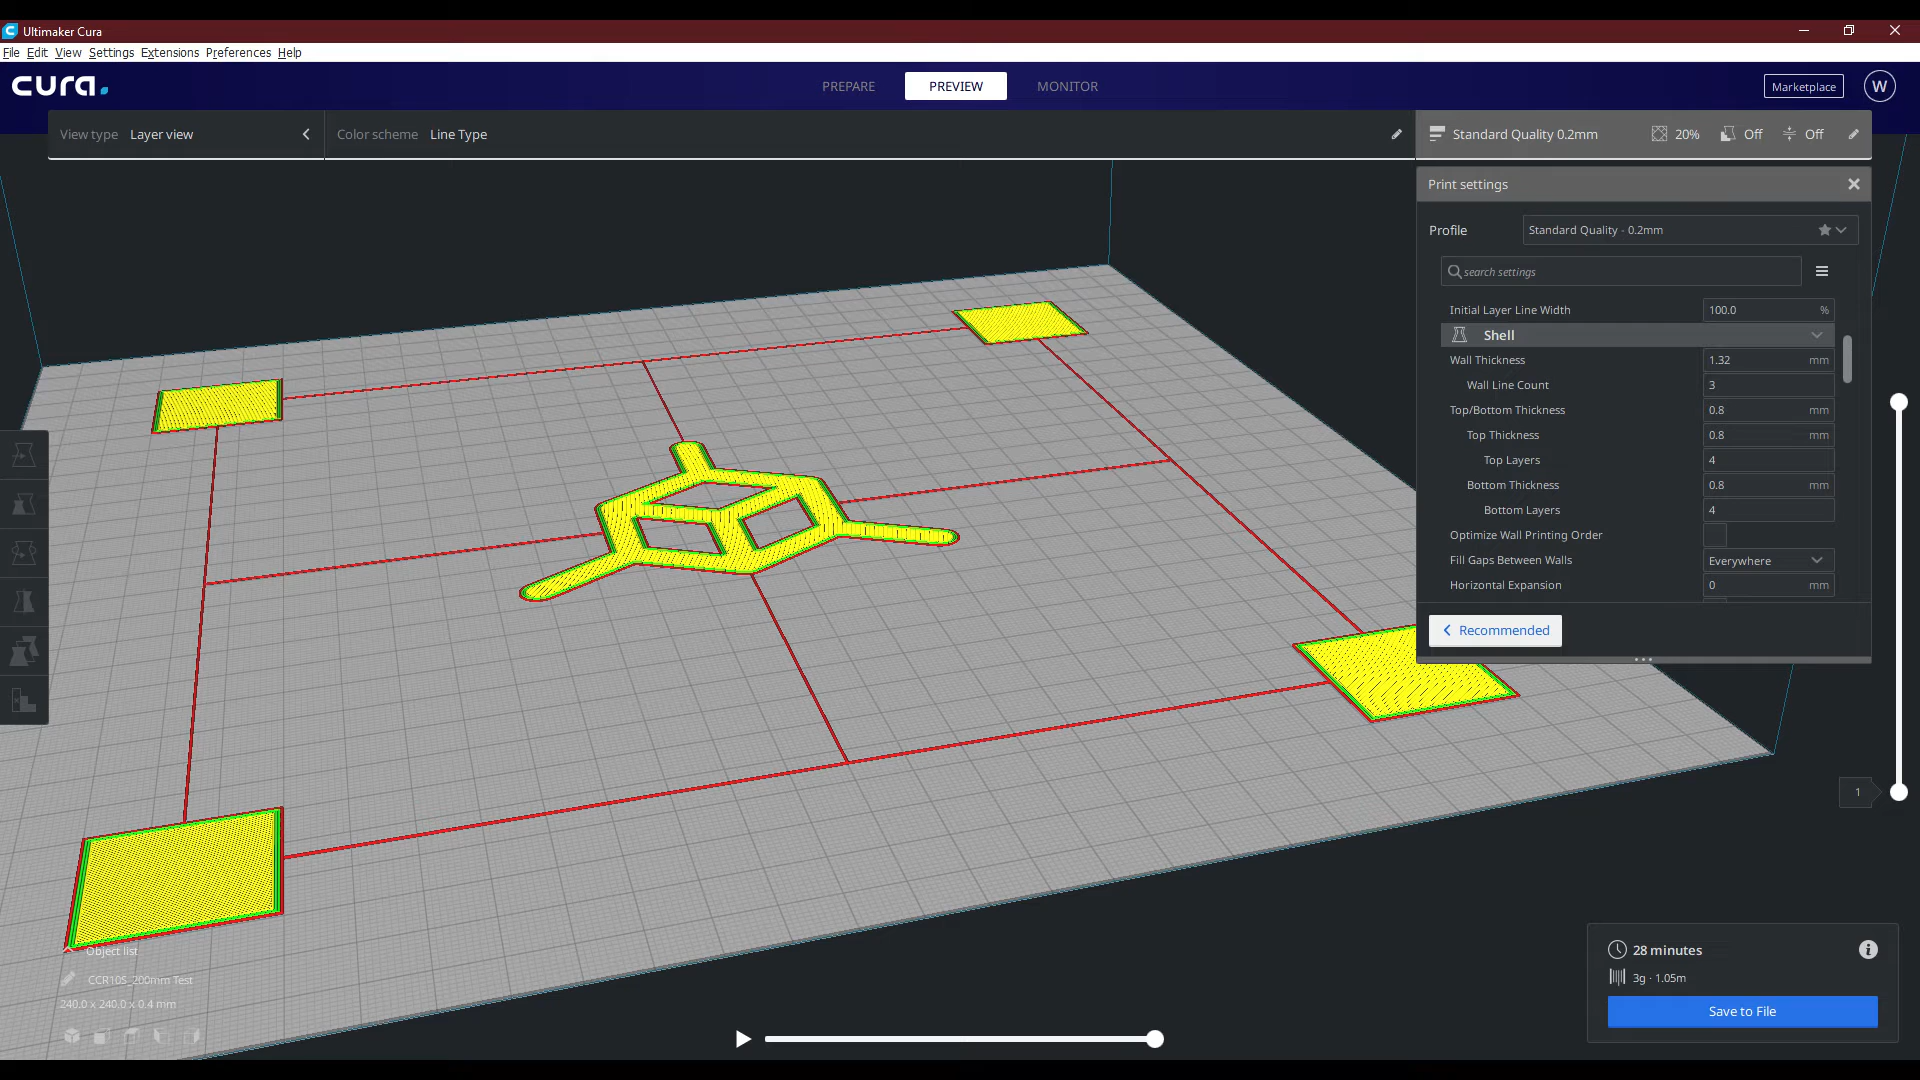 Ultimaker Cura
File Edit View Settings Extensions Preferences Help
cura.
PREPARE
PREVIEW
MONITOR
Marketplace
W
View type Layer view
Color scheme Line Type
Standard Quality 0.2mm
20%
Off
Off
Print settings
Profile
Standard Quality - 0.2mm
search settings
Initial Layer Line Width 100.0 %
Shell
Wall Thickness 1.32 mm
Wall Line Count 3
Top/Bottom Thickness 0.8 mm
Top Thickness 0.8 mm
Top Layers 4
Bottom Thickness 0.8 mm
Bottom Layers 4
Optimize Wall Printing Order
Fill Gaps Between Walls Everywhere
Horizontal Expansion 0 mm
Recommended
1
Object list
CCR10S_200mm Test
240.0 x 240.0 x 0.4 mm
28 minutes
3g · 1.05m
Save to File